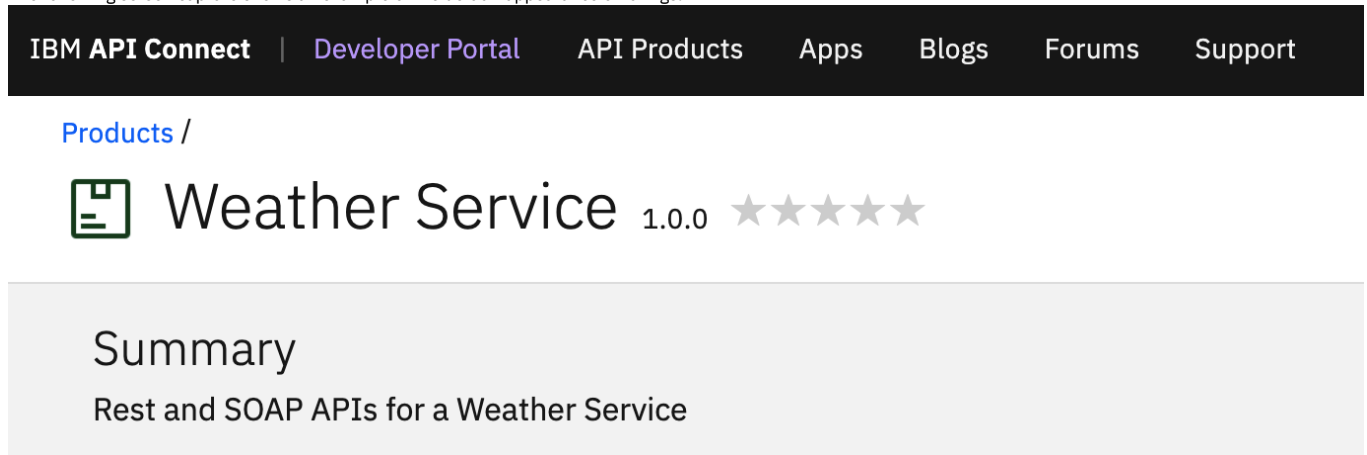 IBM API Connect | Developer Portal API Products Apps Blogs Forums Support
Products /
Weather Service 1.0.0
Summary
Rest and SOAP APIs for a Weather Service